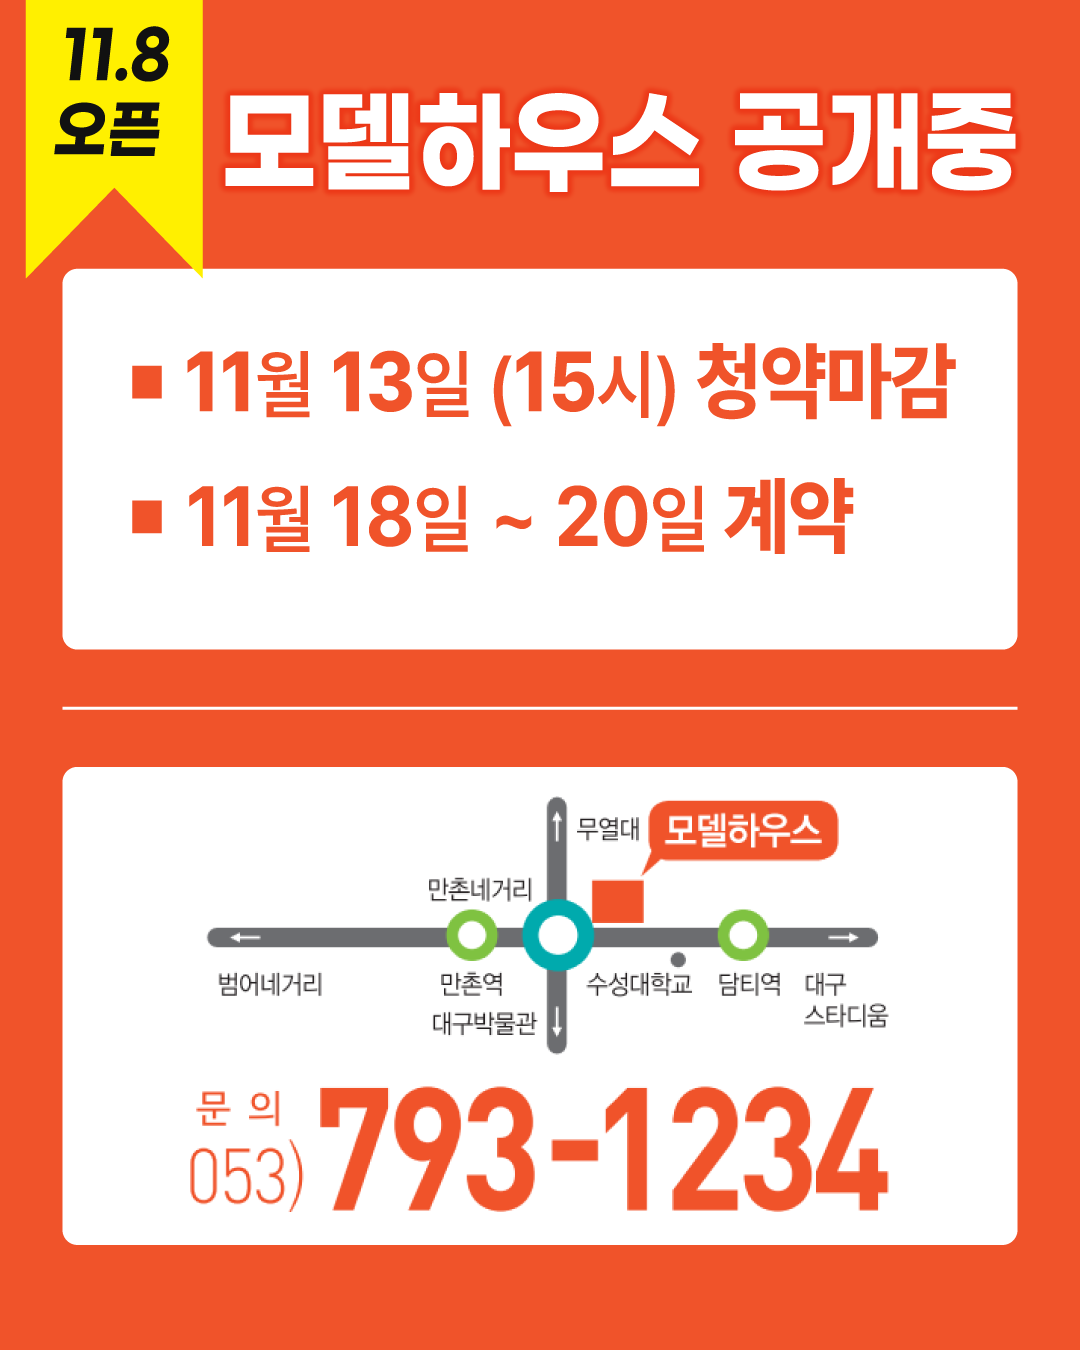 11.8
오픈
모델하우스 공개중
■ 11월 13일 (15시) 청약마감
■ 11월 18일 ~ 20일 계약
무열대
모델하우스
만촌네거리
범어네거리
만촌역
수성대학교
담티역
대구
스타디움
대구박물관
문 의
053) 793-1234